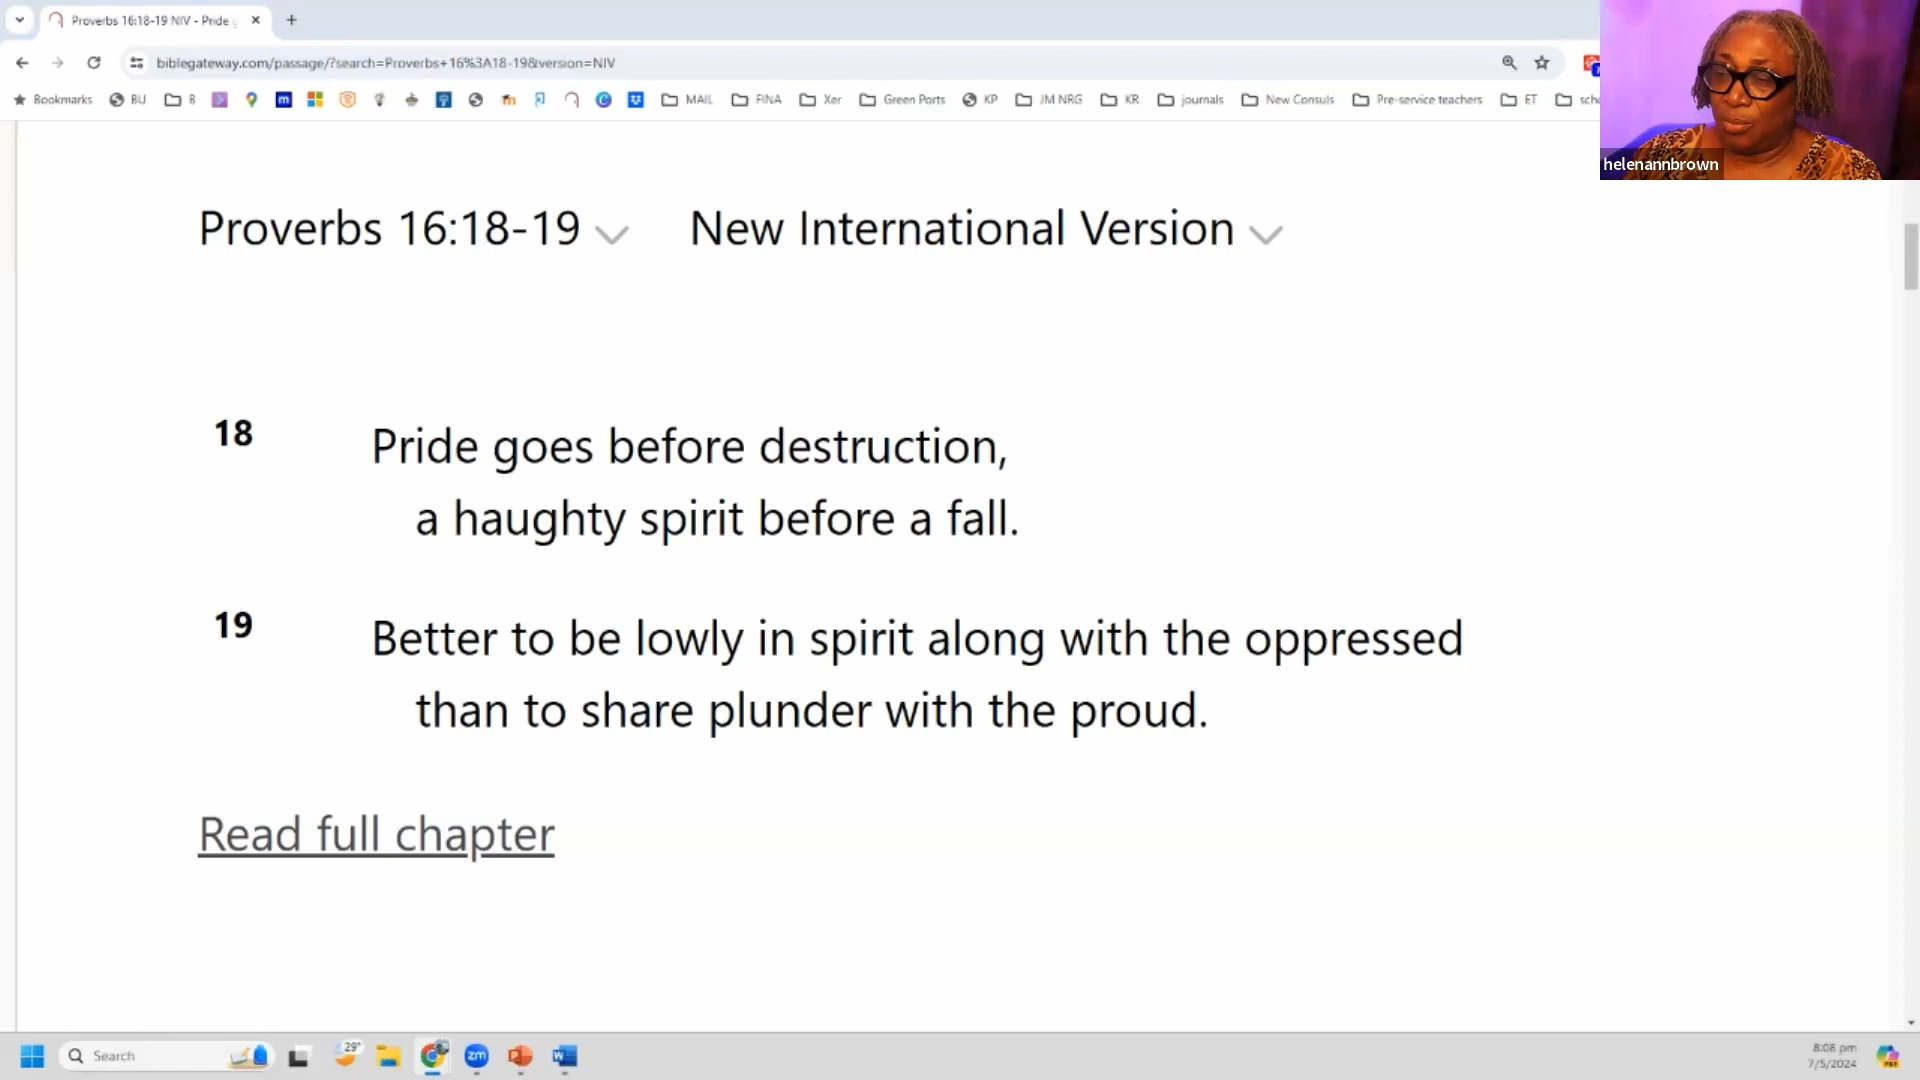 Proverbs 16:18-19 NIV - Pride g
biblegateway.com/passage/?search=Proverbs+16%3A18-19&version=NIV
Bookmarks BU B MAIL FINA Xer Green Ports KP JM NRG KR journals New Consuls Pre-service teachers ET scho
helenannbrown
Proverbs 16:18-19 New International Version
18 Pride goes before destruction,
a haughty spirit before a fall.
19 Better to be lowly in spirit along with the oppressed
than to share plunder with the proud.
Read full chapter
Search 29° zm
8:08 pm
7/5/2024